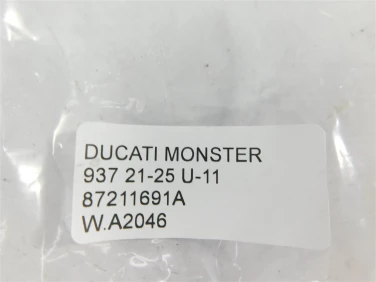 DUCATI MONSTER
937 21-25 U-11
87211691A
W.A2046